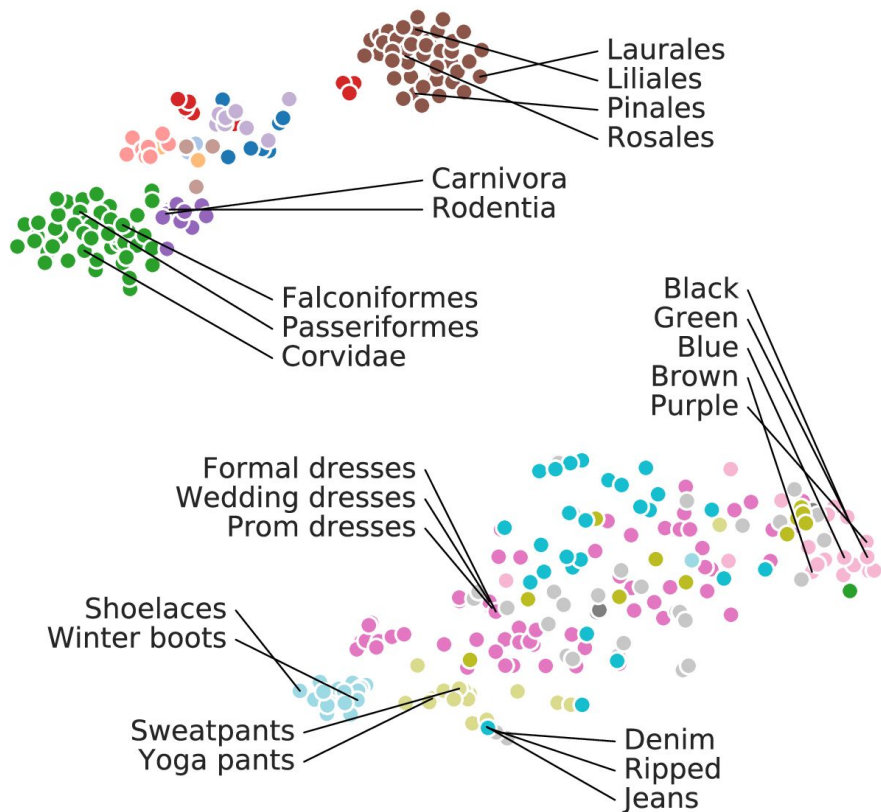 Laurales
Liliales
Pinales
Rosales
Carnivora
Rodentia
Falconiformes
Passeriformes
Corvidae
Black
Green
Blue
Brown
Purple
Formal dresses
Wedding dresses
Prom dresses
Shoelaces
Winter boots
Sweatpants
Yoga pants
Denim
Ripped
Jeans